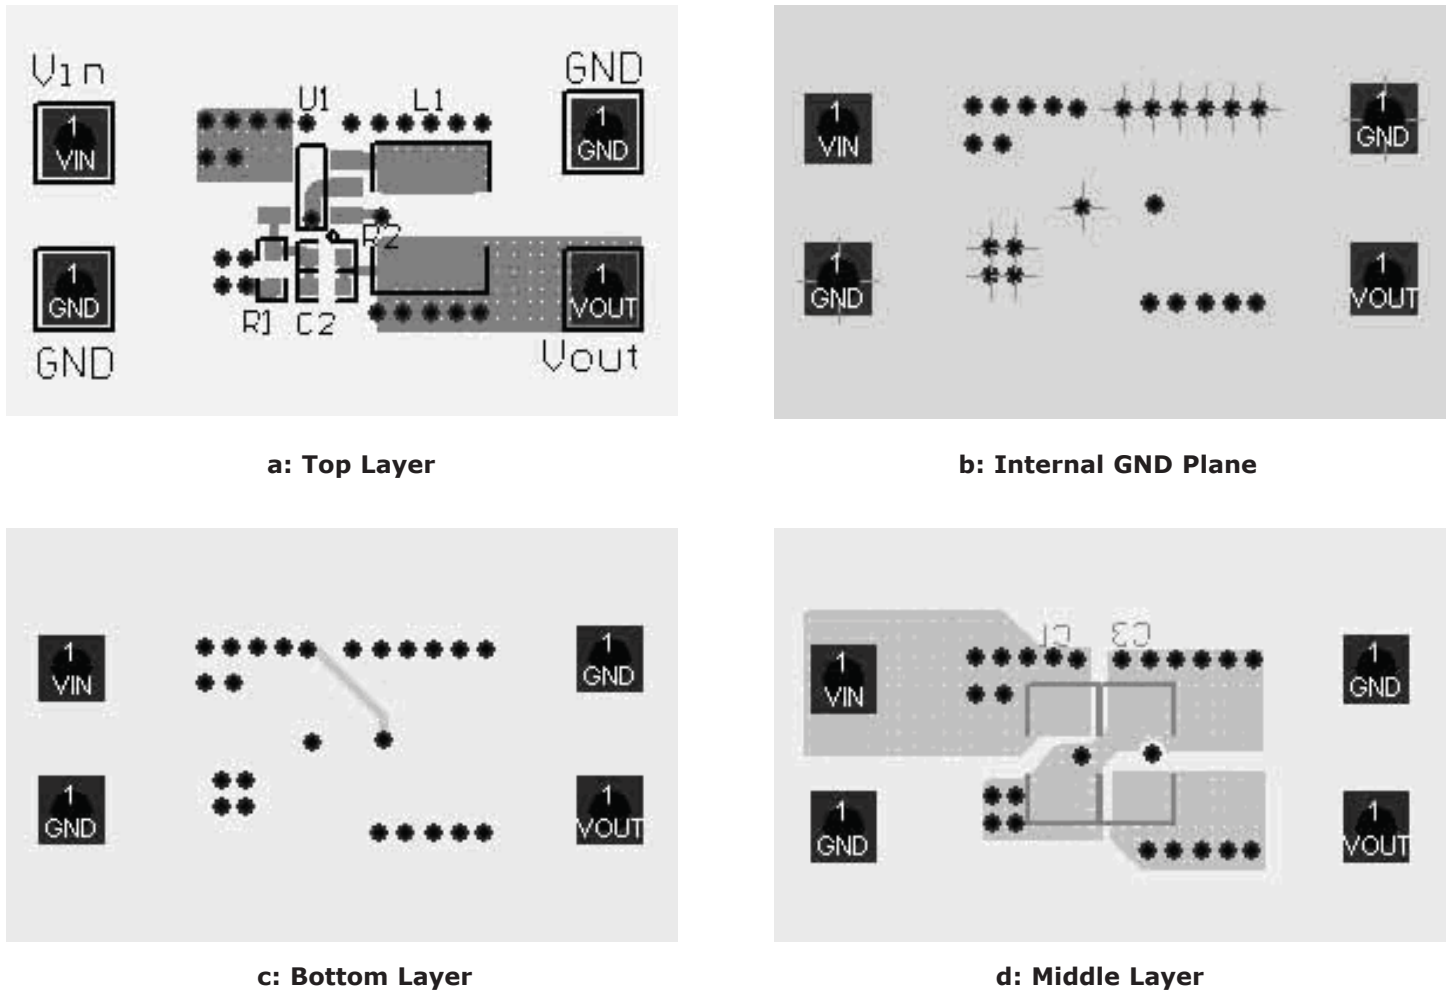 Vin
GND
U1
L1
1
VIN
1
GND
R2
1
GND
1
VOUT
R1
C2
GND
Vout
a: Top Layer
1
VIN
1
GND
1
GND
1
VOUT
b: Internal GND Plane
1
VIN
1
GND
1
GND
1
VOUT
c: Bottom Layer
C1
C3
1
VIN
1
GND
1
GND
1
VOUT
d: Middle Layer